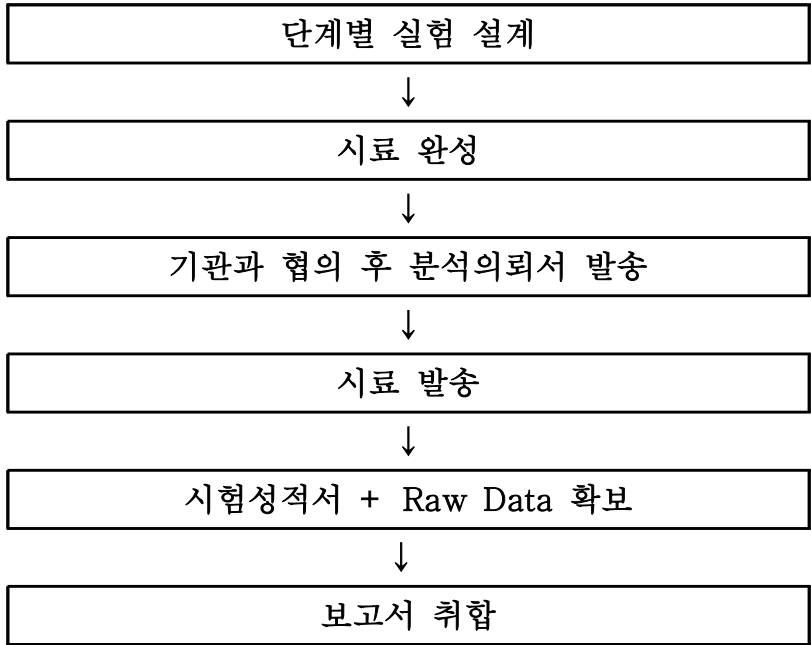 단계별 실험 설계
↓
시료 완성
↓
기관과 협의 후 분석의뢰서 발송
↓
시료 발송
↓
시험성적서 + Raw Data 확보
↓
보고서 취합